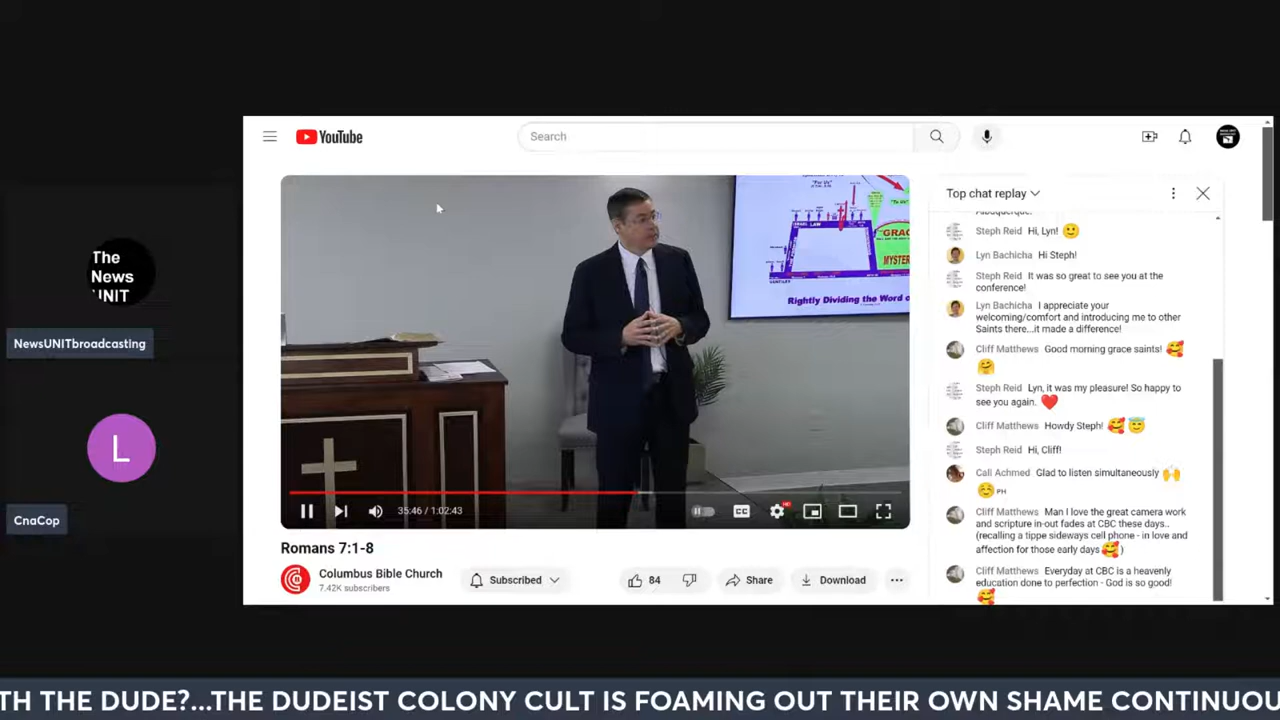 YouTube
Search
Top chat replay
Steph Reid Hi, Lyn!
Lyn Bachicha Hi Steph!
Steph Reid It was so great to see you at the
conference!
Lyn Bachicha I appreciate your
welcoming/comfort and introducing me to other
Saints there...it made a difference!
Cliff Matthews Good morning grace saints! 🥰
🤗
Steph Reid Lyn, it was my pleasure! So happy to
see you again. ❤️
Cliff Matthews Howdy Steph! 🥰 😇
Steph Reid Hi, Cliff!
Call Achmed Glad to listen simultaneously 🙌
☺️ PH
Cliff Matthews Man I love the great camera work
and scripture in-out fades at CBC these days..
(recalling a tippe sideways cell phone - in love and
affection for those early days 🥰)
Cliff Matthews Everyday at CBC is a heavenly
education done to perfection - God is so good!
🥰
ISRAEL LAW
GRAC
MYSTER
Rightly Dividing the Word o
35:46 / 1:02:43
CC
Romans 7:1-8
Columbus Bible Church
7.42K subscribers
Subscribed
84
Share
Download
The
News
UNIT
NewsUNITbroadcasting
L
CnaCop
TH THE DUDE?...THE DUDEIST COLONY CULT IS FOAMING OUT THEIR OWN SHAME CONTINUOU